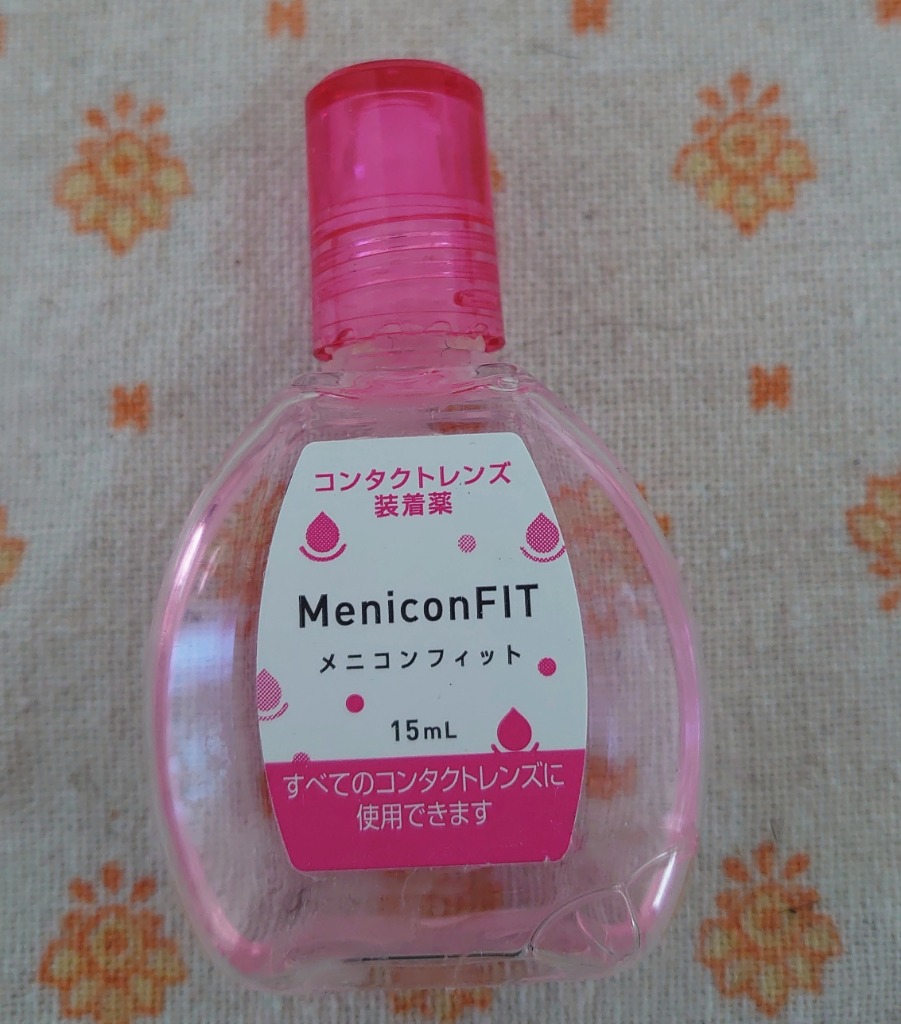 コンタクトレンズ
装着薬
MeniconFIT
メニコンフィット
15mL
すべてのコンタクトレンズに
使用できます